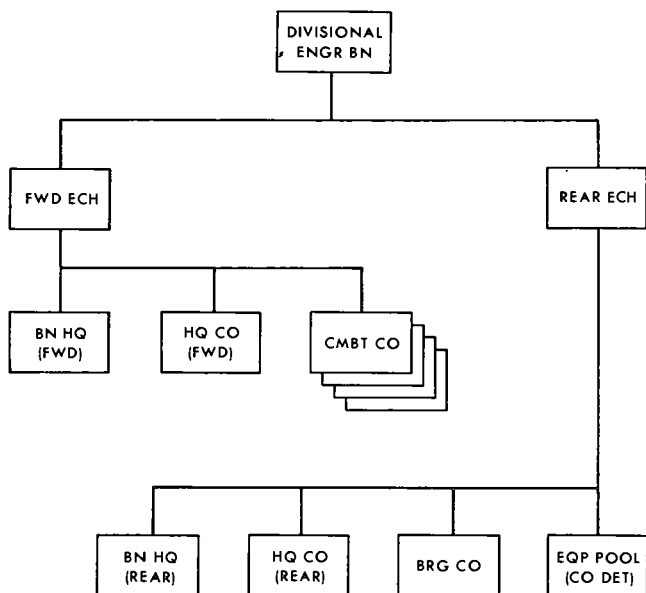 DIVISIONAL
ENGR BN
FWD ECH
REAR ECH
BN HQ
(FWD)
HQ CO
(FWD)
CMBT CO
BN HQ
(REAR)
HQ CO
(REAR)
BRG CO
EQP POOL
(CO DET)